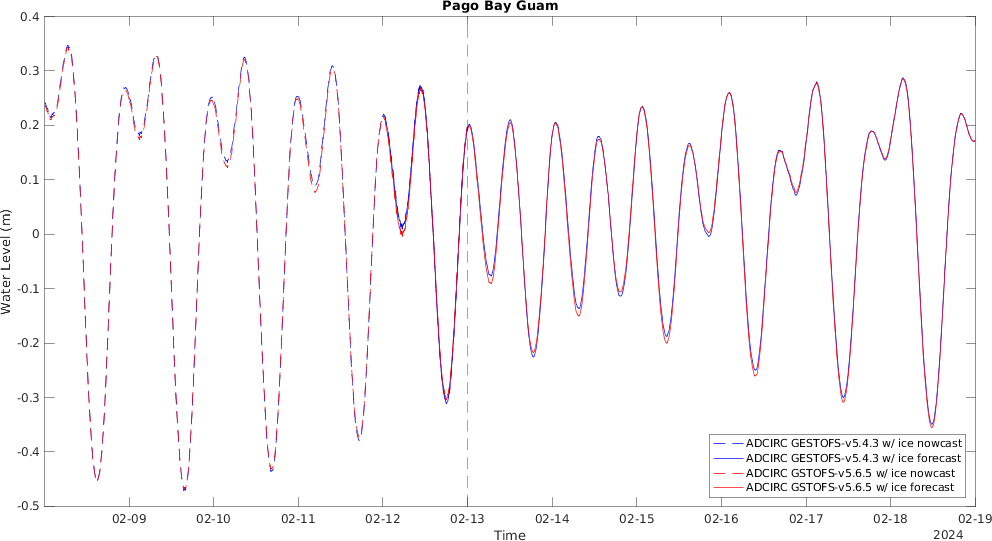 Pago Bay Guam
Water Level (m)
0.4
0.3
0.2
0.1
0
-0.1
-0.2
-0.3
-0.4
-0.5
ADCIRC GESTOFS-v5.4.3 w/ ice nowcast
ADCIRC GESTOFS-v5.4.3 w/ ice forecast
ADCIRC GSTOFS-v5.6.5 w/ ice nowcast
ADCIRC GSTOFS-v5.6.5 w/ ice forecast
02-09 02-10 02-11 02-12 02-13 02-14 02-15 02-16 02-17 02-18 02-19
Time
2024